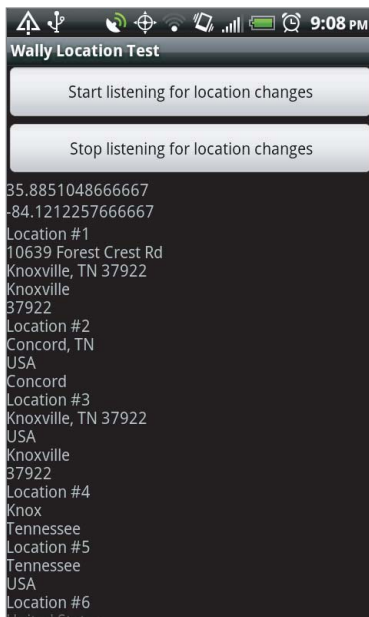 9:08 PM
Wally Location Test
Start listening for location changes
Stop listening for location changes
35.8851048666667
-84.1212257666667
Location #1
10639 Forest Crest Rd
Knoxville, TN 37922
Knoxville
37922
Location #2
Concord, TN
USA
Concord
Location #3
Knoxville, TN 37922
USA
Knoxville
37922
Location #4
Knox
Tennessee
Location #5
Tennessee
USA
Location #6